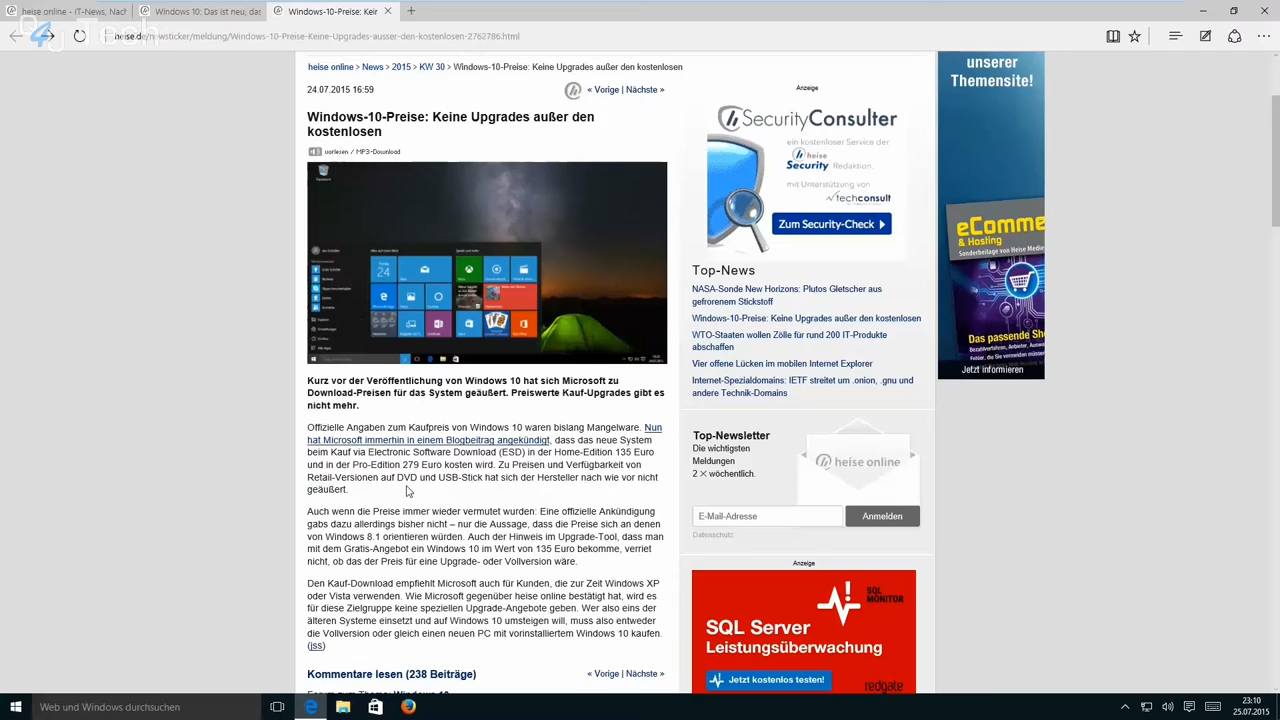 heise online - IT-News, Nac
heise.de/newsticker/meldung/Windows-10-Preise-Keine-Upgrades-ausser-den-kostenlosen-2762786.html
heise online > News > 2015 > KW 30 > Windows-10-Preise: Keine Upgrades außer den kostenlosen
24.07.2015 16:59
« Vorige | Nächste »
Windows-10-Preise: Keine Upgrades außer den
kostenlosen
vorlesen / MP3-Download
Kurz vor der Veröffentlichung von Windows 10 hat sich Microsoft zu
Download-Preisen für das System geäußert. Preiswerte Kauf-Upgrades gibt es
nicht mehr.
Offizielle Angaben zum Kaufpreis von Windows 10 waren bislang Mangelware. Nun
hat Microsoft immerhin in einem Blogbeitrag angekündigt, dass das neue System
beim Kauf via Electronic Software Download (ESD) in der Home-Edition 135 Euro
und in der Pro-Edition 279 Euro kosten wird. Zu Preisen und Verfügbarkeit von
Retail-Versionen auf DVD und USB-Stick hat sich der Hersteller nach wie vor nicht
geäußert.
Auch wenn die Preise immer wieder vermutet wurden: Eine offizielle Ankündigung
gabs dazu allerdings bisher nicht – nur die Aussage, dass die Preise sich an denen
von Windows 8.1 orientieren würden. Auch der Hinweis im Upgrade-Tool, dass man
mit dem Gratis-Angebot ein Windows 10 im Wert von 135 Euro bekomme, verriet
nicht, ob das der Preis für eine Upgrade- oder Vollversion wäre.
Den Kauf-Download empfiehlt Microsoft auch für Kunden, die zur Zeit Windows XP
oder Vista verwenden. Wie Microsoft gegenüber heise online bestätigt hat, wird es
für diese Zielgruppe keine speziellen Upgrade-Angebote geben. Wer also eins der
älteren Systeme einsetzt und auf Windows 10 umsteigen will, muss also entweder
die Vollversion oder gleich einen neuen PC mit vorinstalliertem Windows 10 kaufen.
(jss)
Kommentare lesen (238 Beiträge)
« Vorige | Nächste »
Forum zum Thema: Windows 10
Anzeige
SecurityConsulter
ein kostenloser Service der
heise
Security Redaktion,
mit Unterstützung von
techconsult
Zum Security-Check
Top-News
NASA-Sonde New Horizons: Plutos Gletscher aus
gefrorenem Stickstoff
Windows-10-Preise: Keine Upgrades außer den kostenlosen
WTO-Staaten wollen Zölle für rund 200 IT-Produkte
abschaffen
Vier offene Lücken im mobilen Internet Explorer
Internet-Spezialdomains: IETF streitet um .onion, .gnu und
andere Technik-Domains
Top-Newsletter
Die wichtigsten
Meldungen
2 × wöchentlich.
heise online
E-Mail-Adresse
Anmelden
Datenschutz
Anzeige
SQL
MONITOR
SQL Server
Leistungsüberwachung
Jetzt kostenlos testen!
redgate
unserer
Themensite!
eComme
& Hosting
Sonderbeilage von Heise Medien
Das passende Sho
Jetzt informieren
Web und Windows durchsuchen
23:10
25.07.2015